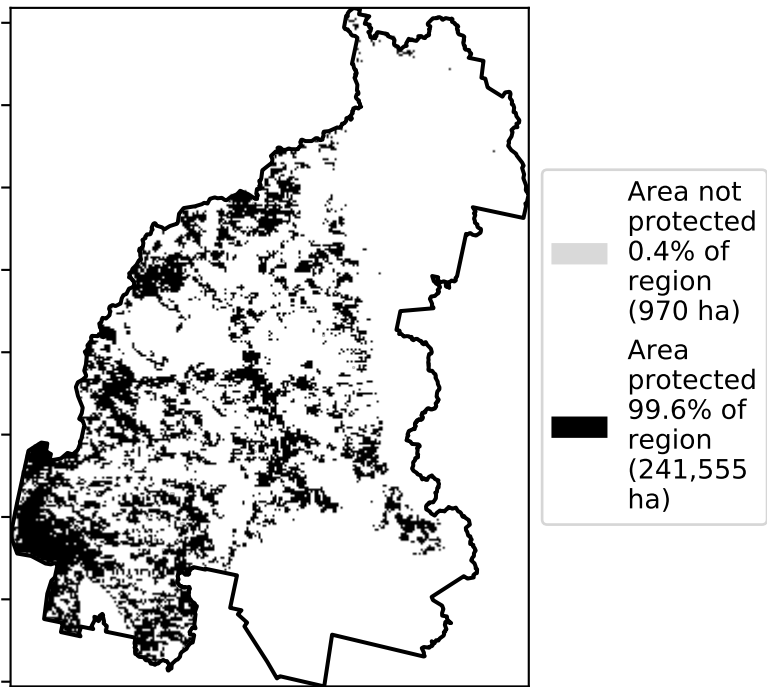 Area not
protected
0.4% of
region
(970 ha)
Area
protected
99.6% of
region
(241,555
ha)